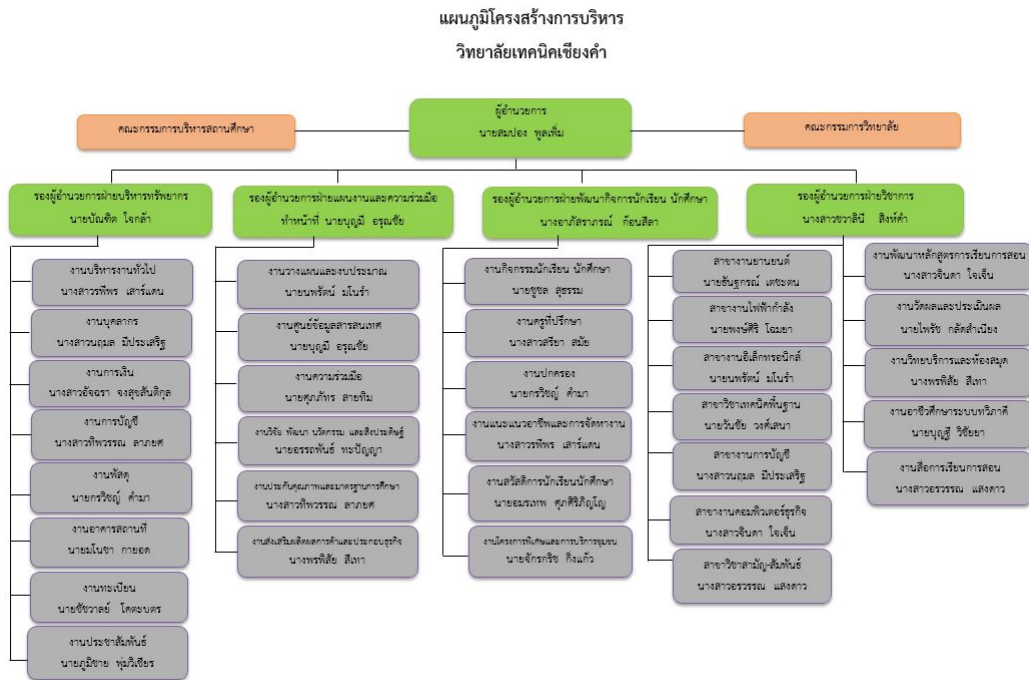 แผนภูมิโครงสร้างการบริหาร
วิทยาลัยเทคนิคเชียงคำ
ผู้อำนวยการ
นายสมปอง พูลเพิ่ม
คณะกรรมการบริหารสถานศึกษา
คณะกรรมการวิทยาลัย
รองผู้อำนวยการฝ่ายบริหารทรัพยากร
นายบัณฑิต ใจกล้า
งานบริหารงานทั่วไป
นางสาวรพีพร เสาร์แดน
งานบุคลากร
นางสาวนฤมล มีประเสริฐ
งานการเงิน
นางสาวอัจฉรา จงสุขสันติกุล
งานการบัญชี
นางสาวทิพวรรณ ลาภยศ
งานพัสดุ
นายกรวิชญ์ คำมา
งานอาคารสถานที่
นายมโนชา กายอด
งานทะเบียน
นายชัชวาลย์ โคตะบตร
งานประชาสัมพันธ์
นายภูมิชาย พุ่มวิเชียร
รองผู้อำนวยการฝ่ายแผนงานและความร่วมมือ
ทำหน้าที่ นายบุญมี อรุณชัย
งานวางแผนและงบประมาณ
นายนพรัตน์ มโนรำ
งานศูนย์ข้อมูลสารสนเทศ
นายบุญมี อรุณชัย
งานความร่วมมือ
นายศุภภัทร สายทิม
งานวิจัย พัฒนา นวัตกรรม และสิ่งประดิษฐ์
นายอรรถพันธ์ ทะปัญญา
งานประกันคุณภาพและมาตรฐานการศึกษา
นางสาวทิพวรรณ ลาภยศ
งานส่งเสริมผลิตผลการค้าและประกอบธุรกิจ
นางพรพิสัย สีเทา
รองผู้อำนวยการฝ่ายพัฒนากิจการนักเรียน นักศึกษา
นางอาภัสราภรณ์ ก้อนสีลา
งานกิจกรรมนักเรียน นักศึกษา
นายชูชล สุธรรม
งานครูที่ปรึกษา
นางสาวสริยา สมัย
งานปกครอง
นายกรวิชญ์ คำมา
งานแนะแนวอาชีพและการจัดหางาน
นางสาวรพีพร เสาร์แดน
งานสวัสดิการนักเรียนนักศึกษา
นายอมรเทพ ศุภศิริภิญโญ
งานโครงการพิเศษและการบริการชุมชน
นายจักรกริช กิ่งแก้ว
รองผู้อำนวยการฝ่ายวิชาการ
นางสาวชวาลินี สิงห์คำ
สาขางานยานยนต์
นายธันฐกรณ์ เตชะตน
สาขางานไฟฟ้ากำลัง
นายพงษ์ศิริ โฉมยา
สาขางานอิเล็กทรอนิกส์
นายนพรัตน์ มโนรำ
สาขาวิชาเทคนิคพื้นฐาน
นายวันชัย วงศ์เสนา
สาขางานการบัญชี
นางสาวนฤมล มีประเสริฐ
สาขางานคอมพิวเตอร์ธุรกิจ
นางสาวจินดา ใจเจ็น
สาขาวิชาสามัญ-สัมพันธ์
นางสาวอรวรรณ แสงดาว
งานพัฒนาหลักสูตรการเรียนการสอน
นางสาวจินดา ใจเจ็น
งานวัดผลและประเมินผล
นายไพรัช กลัดสำเนียง
งานวิทยบริการและห้องสมุด
นางพรพิสัย สีเทา
งานอาชีวศึกษาระบบทวิภาคี
นายบุญฐี วิชัยยา
งานสื่อการเรียนการสอน
นางสาวอรวรรณ แสงดาว